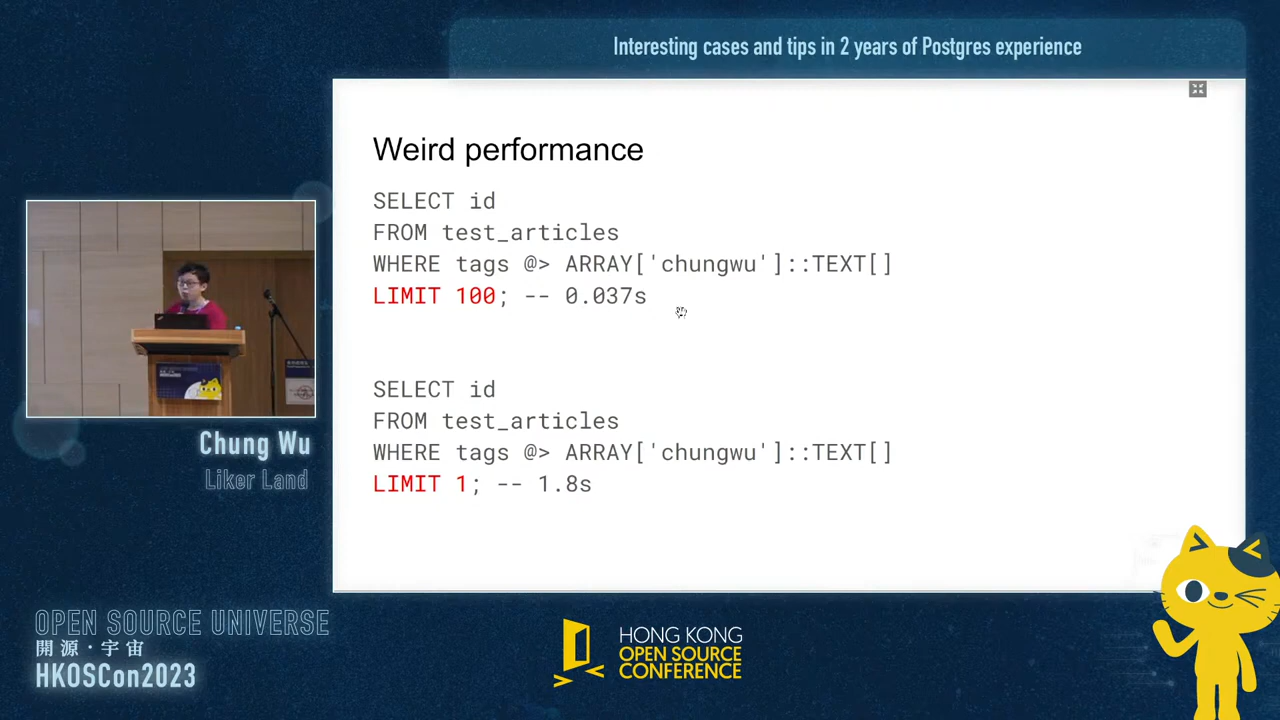 Interesting cases and tips in 2 years of Postgres experience
Weird performance
SELECT id
FROM test_articles
WHERE tags @> ARRAY['chungwu']::TEXT[]
LIMIT 100; -- 0.037s
SELECT id
FROM test_articles
WHERE tags @> ARRAY['chungwu']::TEXT[]
LIMIT 1; -- 1.8s
Chung Wu
Liker Land
OPEN SOURCE UNIVERSE
開源·宇宙
HKOSCon2023
HONG KONG
OPEN SOURCE
CONFERENCE